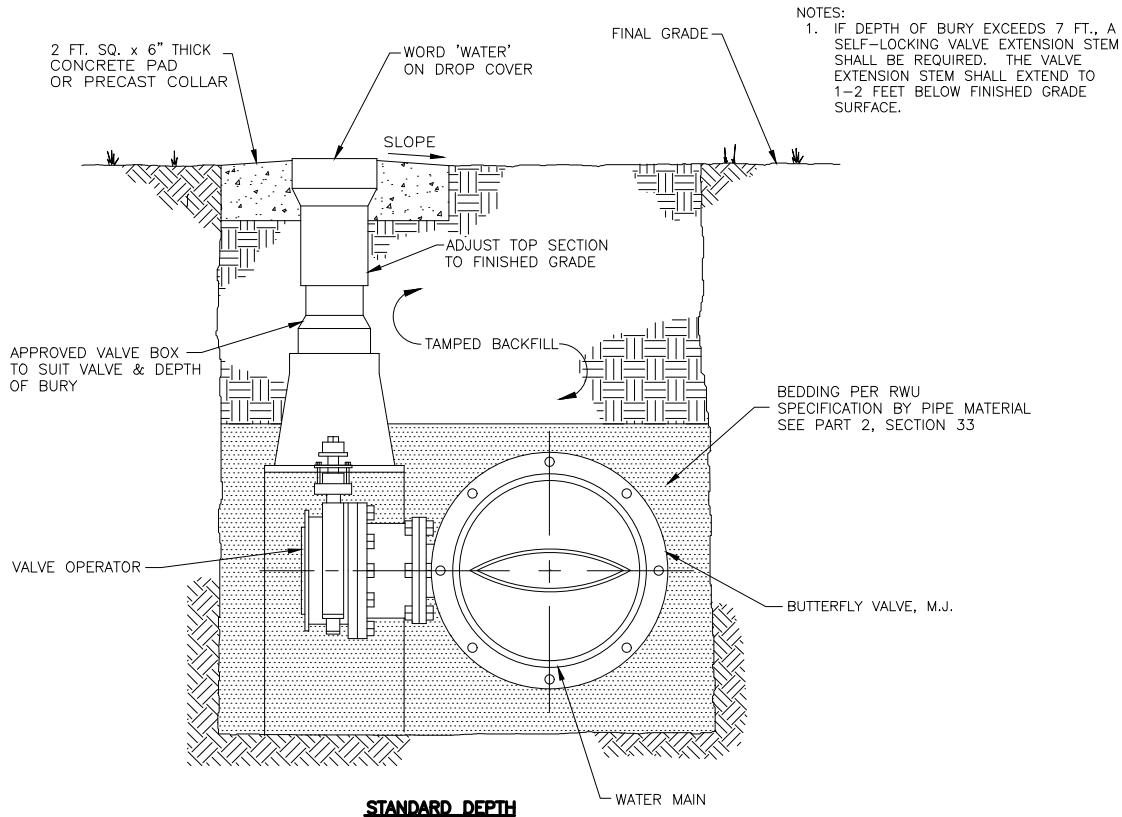 NOTES:
1. IF DEPTH OF BURY EXCEEDS 7 FT., A
SELF-LOCKING VALVE EXTENSION STEM
SHALL BE REQUIRED. THE VALVE
EXTENSION STEM SHALL EXTEND TO
1-2 FEET BELOW FINISHED GRADE
SURFACE.
2 FT. SQ. x 6" THICK
CONCRETE PAD
OR PRECAST COLLAR
WORD 'WATER'
ON DROP COVER
FINAL GRADE
SLOPE
ADJUST TOP SECTION
TO FINISHED GRADE
APPROVED VALVE BOX
TO SUIT VALVE & DEPTH
OF BURY
TAMPED BACKFILL
BEDDING PER RWU
SPECIFICATION BY PIPE MATERIAL
SEE PART 2, SECTION 33
VALVE OPERATOR
BUTTERFLY VALVE, M.J.
WATER MAIN
STANDARD DEPTH